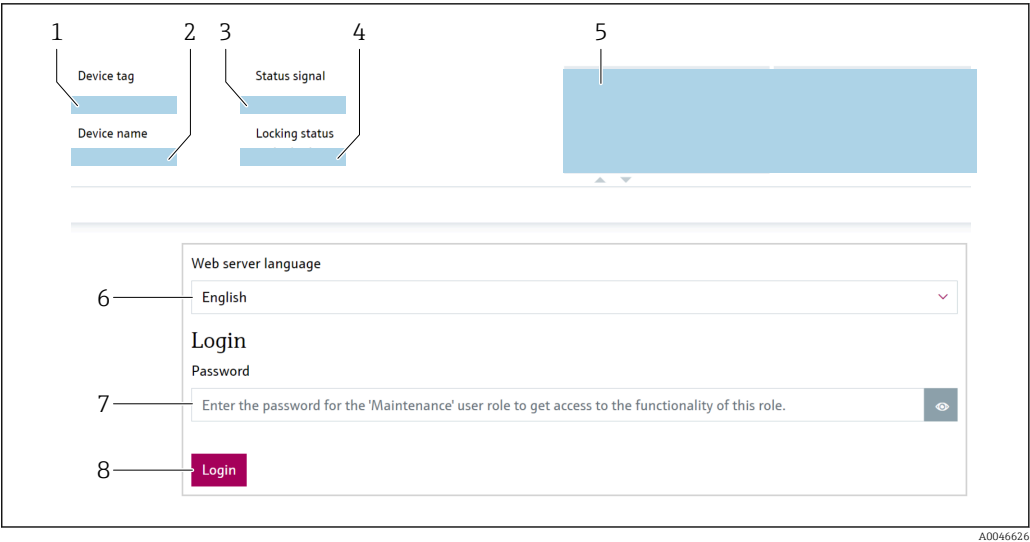 1 2 3 4 5
Device tag Status signal
Device name Locking status
Web server language
6 English
Login
Password
7 Enter the password for the 'Maintenance' user role to get access to the functionality of this role.
8 Login
A0046626